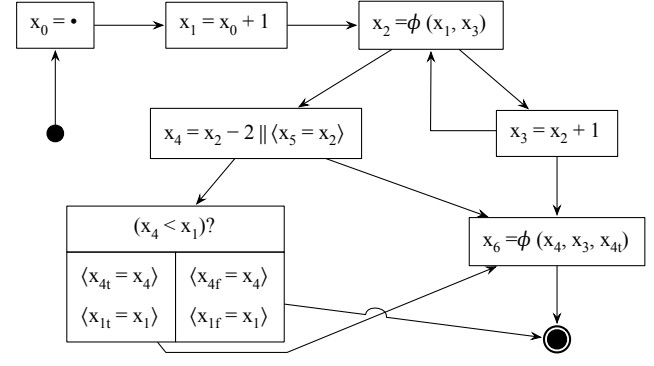 x₀ = •
x₁ = x₀ + 1
x₂ =ϕ (x₁, x₃)
x₄ = x₂ − 2 || ⟨x₅ = x₂⟩
x₃ = x₂ + 1
(x₄ < x₁)?
x₆ =ϕ (x₄, x₃, x₄ₜ)
⟨x₄ₜ = x₄⟩ ⟨x₄f = x₄⟩
⟨x₁ₜ = x₁⟩ ⟨x₁f = x₁⟩